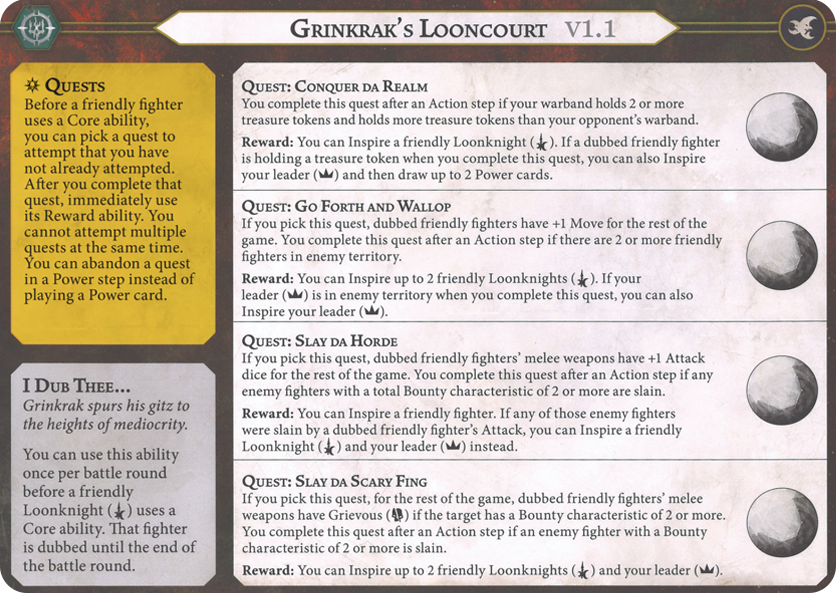 Grinkrak's Looncourt v1.1
Quests
Before a friendly fighter
uses a Core ability,
you can pick a quest to
attempt that you have
not already attempted.
After you complete that
quest, immediately use
its Reward ability. You
cannot attempt multiple
quests at the same time.
You can abandon a quest
in a Power step instead of
playing a Power card.
I Dub Thee...
Grinkrak spurs his gitz to
the heights of mediocrity.
You can use this ability
once per battle round
before a friendly
Loonknight () uses a
Core ability. That fighter
is dubbed until the end of
the battle round.
Quest: Conquer da Realm
You complete this quest after an Action step if your warband holds 2 or more
treasure tokens and holds more treasure tokens than your opponent's warband.
Reward: You can Inspire a friendly Loonknight (). If a dubbed friendly fighter
is holding a treasure token when you complete this quest, you can also Inspire
your leader () and then draw up to 2 Power cards.
Quest: Go Forth and Wallop
If you pick this quest, dubbed friendly fighters have +1 Move for the rest of the
game. You complete this quest after an Action step if there are 2 or more friendly
fighters in enemy territory.
Reward: You can Inspire up to 2 friendly Loonknights (). If your
leader () is in enemy territory when you complete this quest, you can also
Inspire your leader ().
Quest: Slay da Horde
If you pick this quest, dubbed friendly fighters' melee weapons have +1 Attack
dice for the rest of the game. You complete this quest after an Action step if any
enemy fighters with a total Bounty characteristic of 2 or more are slain.
Reward: You can Inspire a friendly fighter. If any of those enemy fighters
were slain by a dubbed friendly fighter's Attack, you can Inspire a friendly
Loonknight () and your leader () instead.
Quest: Slay da Scary Fing
If you pick this quest, for the rest of the game, dubbed friendly fighters' melee
weapons have Grievous () if the target has a Bounty characteristic of 2 or more.
You complete this quest after an Action step if an enemy fighter with a Bounty
characteristic of 2 or more is slain.
Reward: You can Inspire up to 2 friendly Loonknights () and your leader ().